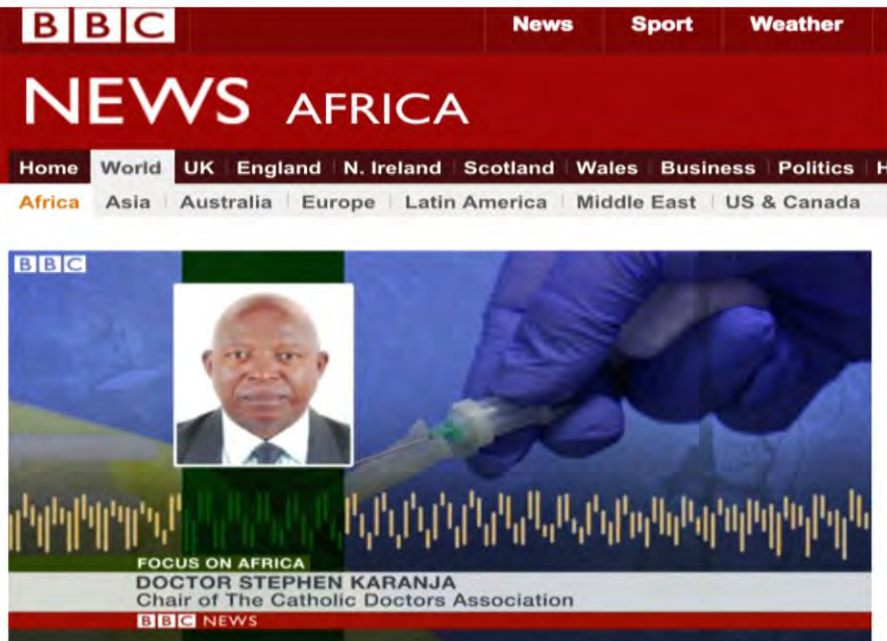 BBC News Sport Weather
NEWS AFRICA
Home World UK England N. Ireland Scotland Wales Business Politics H
Africa Asia Australia Europe Latin America Middle East US & Canada
BBC
FOCUS ON AFRICA
DOCTOR STEPHEN KARANJA
Chair of The Catholic Doctors Association
BBC NEWS